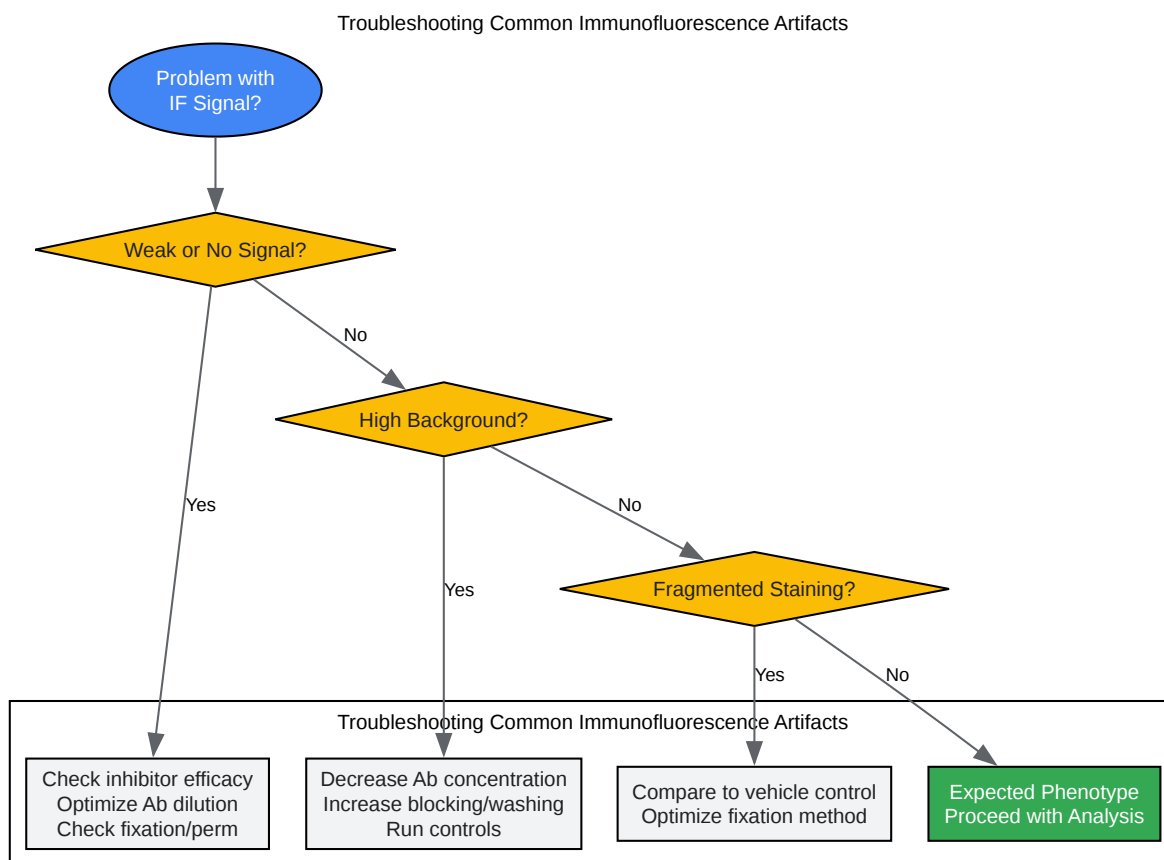 Troubleshooting Common Immunofluorescence Artifacts
Problem with
IF Signal?
Weak or No Signal?
No
High Background?
Yes
No
Fragmented Staining?
Yes
Yes
No
Troubleshooting Common Immunofluorescence Artifacts
Check inhibitor efficacy
Optimize Ab dilution
Check fixation/perm
Decrease Ab concentration
Increase blocking/washing
Run controls
Compare to vehicle control
Optimize fixation method
Expected Phenotype
Proceed with Analysis